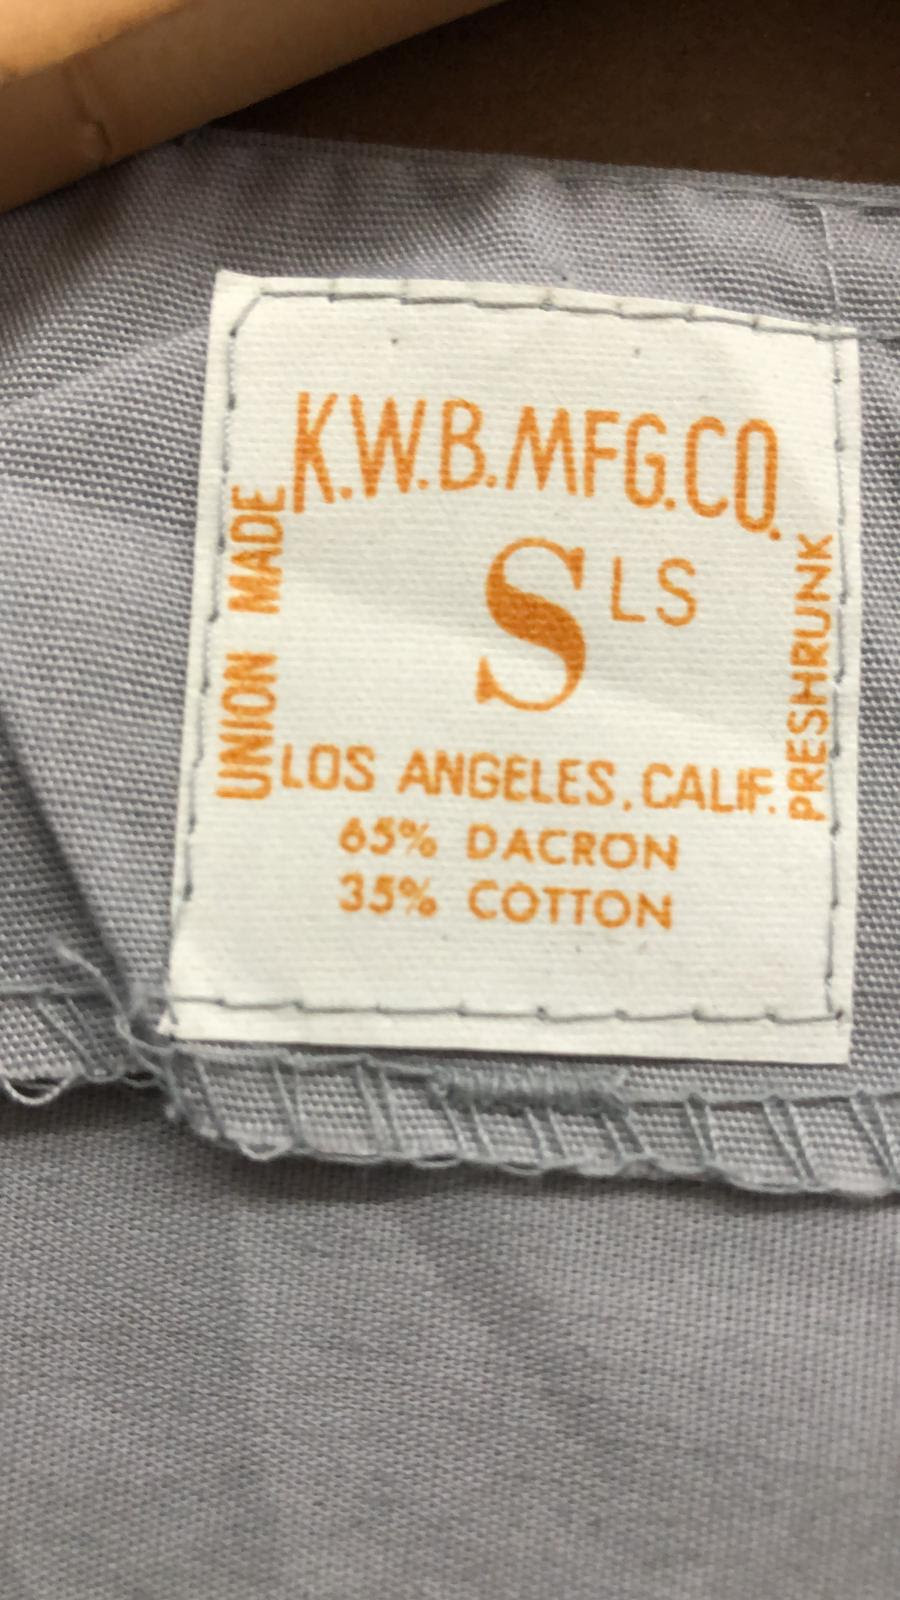 K.W.B.MFG.CO.
UNION MADE
S LS
PRESHRUNK
LOS ANGELES, CALIF.
65% DACRON
35% COTTON